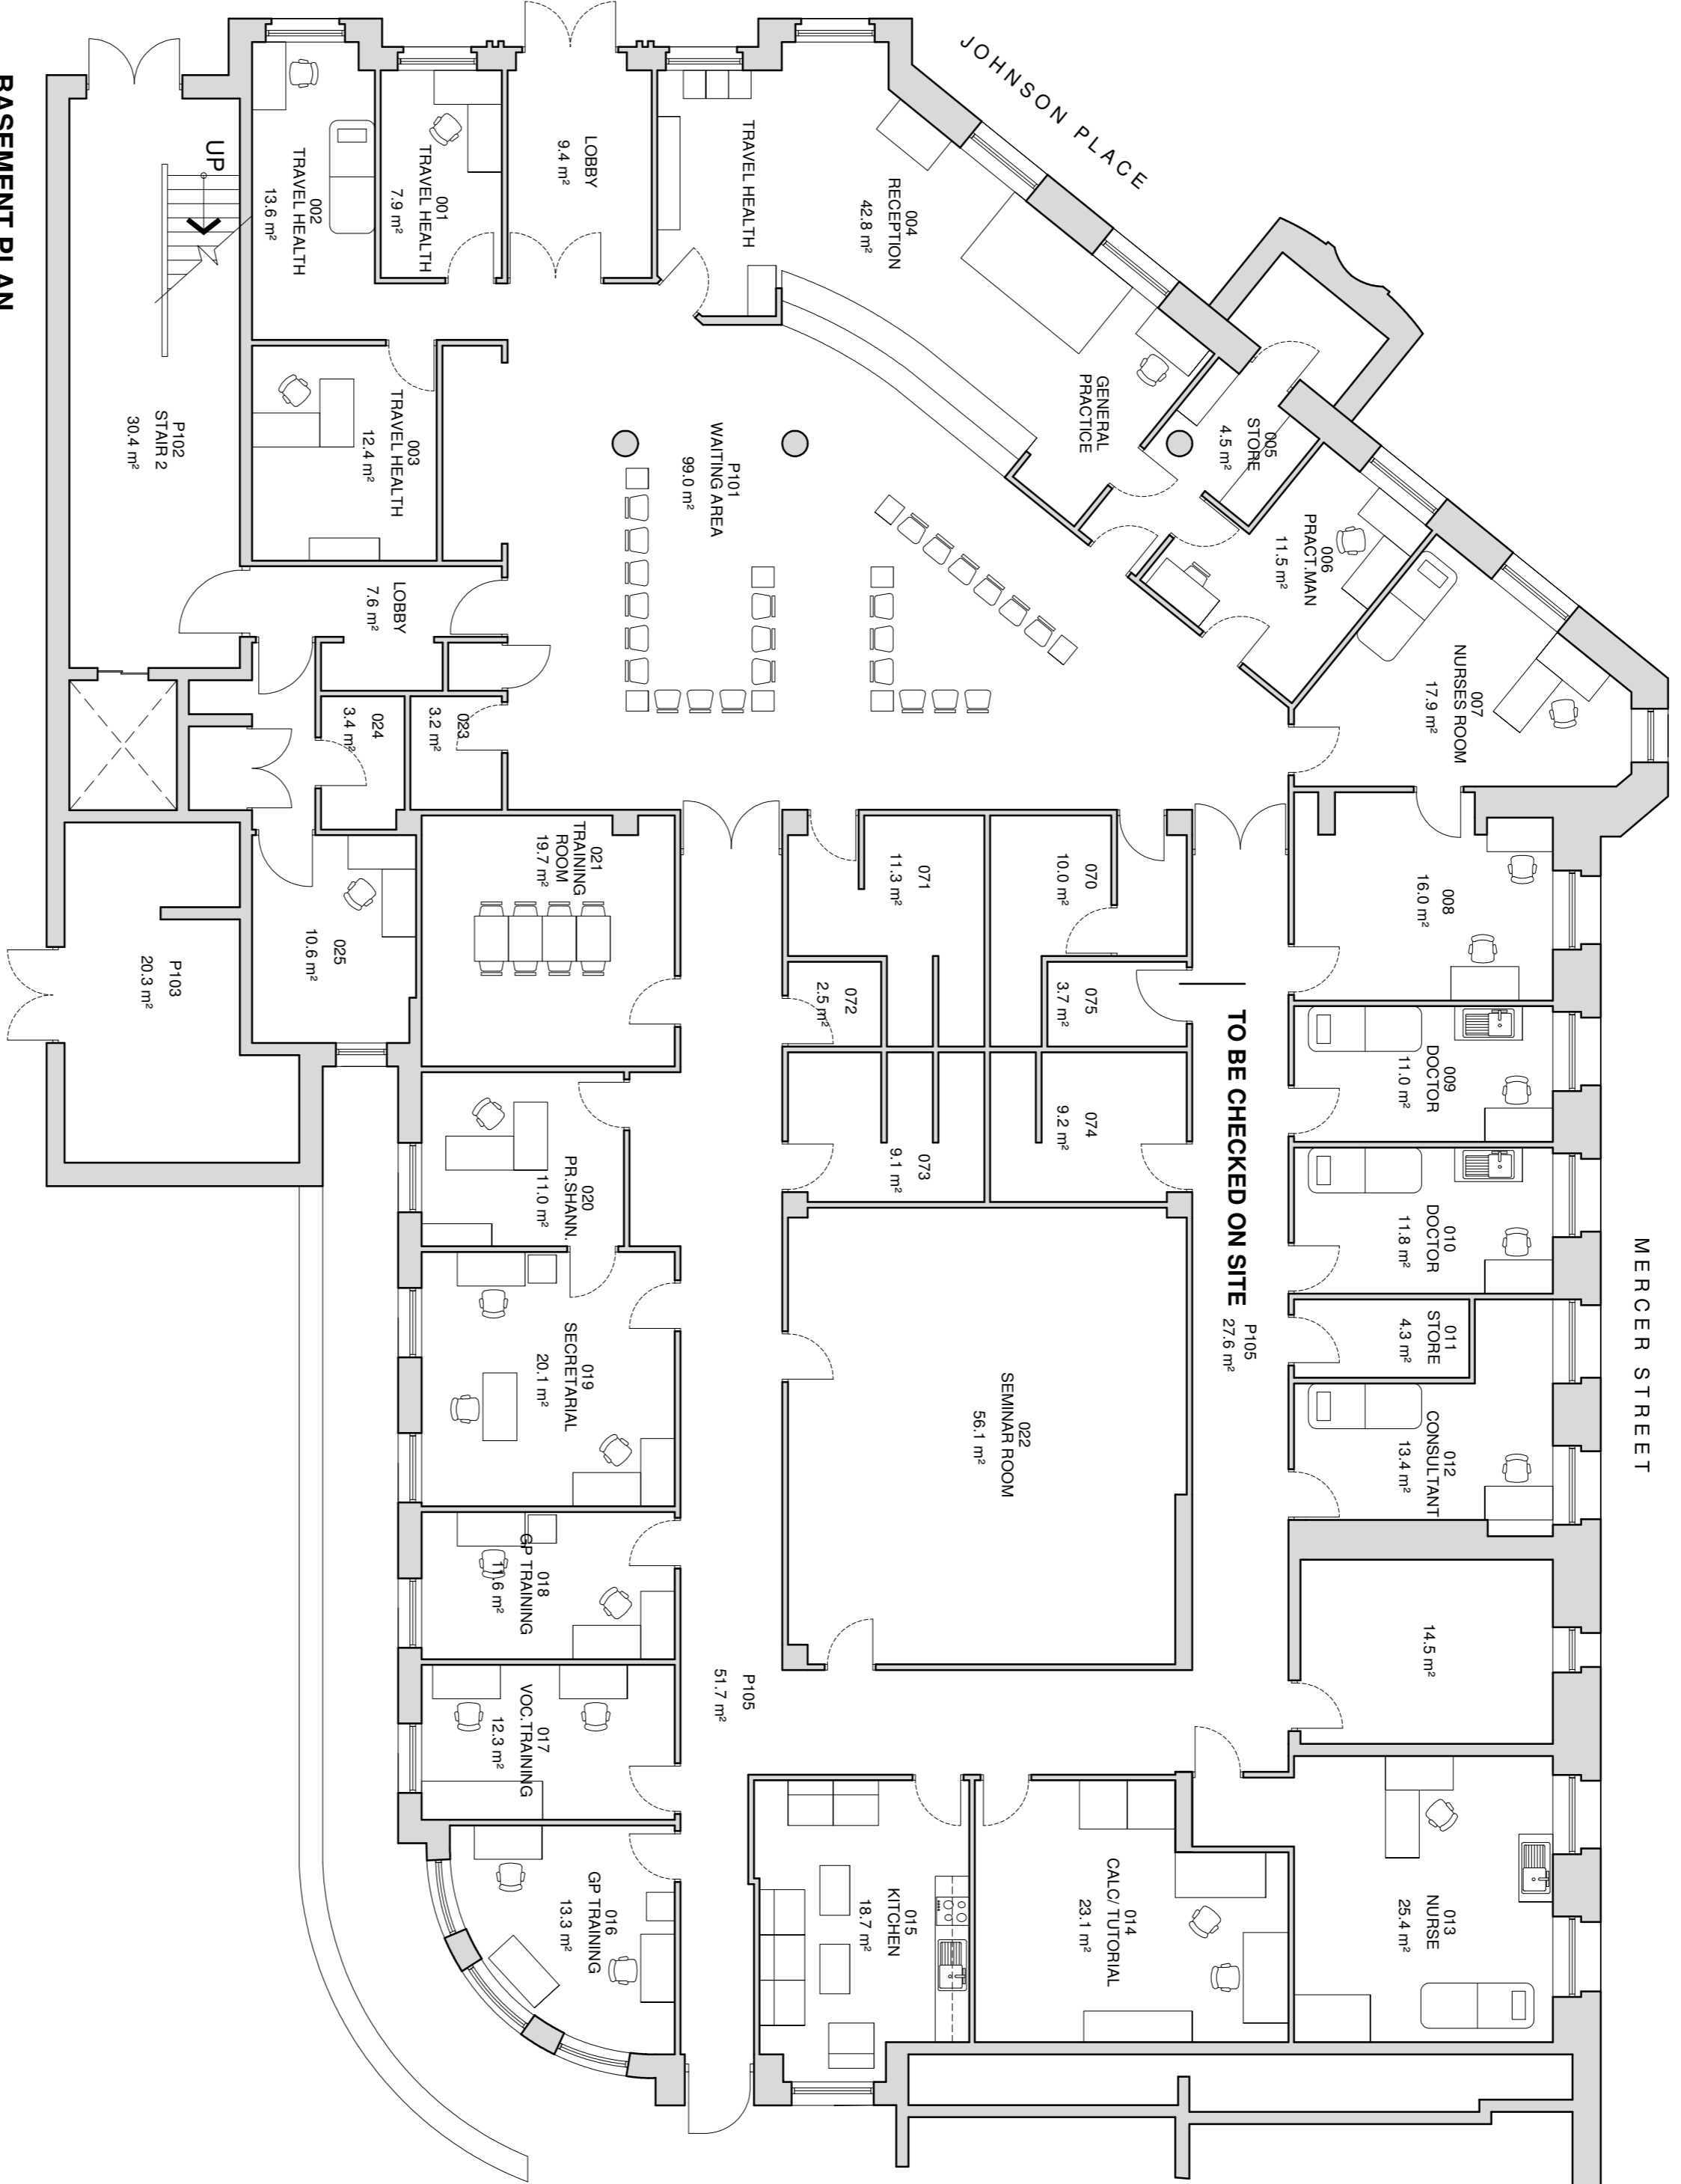 BASEMENT PLAN
JOHNSON PLACE
MERCER STREET
UP
002
TRAVEL HEALTH
13.6 m²
001
TRAVEL HEALTH
7.9 m²
LOBBY
9.4 m²
TRAVEL HEALTH
004
RECEPTION
42.8 m²
GENERAL
PRACTICE
005
STORE
4.5 m²
006
PRACT.MAN
11.5 m²
007
NURSES ROOM
17.9 m²
P102
STAIR 2
30.4 m²
003
TRAVEL HEALTH
12.4 m²
P101
WAITING AREA
99.0 m²
LOBBY
7.6 m²
024
3.4 m²
023
3.2 m²
021
TRAINING
ROOM
19.7 m²
071
11.3 m²
070
10.0 m²
008
16.0 m²
P103
20.3 m²
025
10.6 m²
072
2.5 m²
075
3.7 m²
TO BE CHECKED ON SITE
009
DOCTOR
11.0 m²
020
PR.SHANN.
11.0 m²
073
9.1 m²
074
9.2 m²
010
DOCTOR
11.8 m²
P105
27.6 m²
011
STORE
4.3 m²
019
SECRETARIAL
20.1 m²
022
SEMINAR ROOM
56.1 m²
012
CONSULTANT
13.4 m²
018
GP TRAINING
11.6 m²
14.5 m²
017
VOC.TRAINING
12.3 m²
P105
51.7 m²
016
GP TRAINING
13.3 m²
015
KITCHEN
18.7 m²
014
CALC/ TUTORIAL
23.1 m²
013
NURSE
25.4 m²